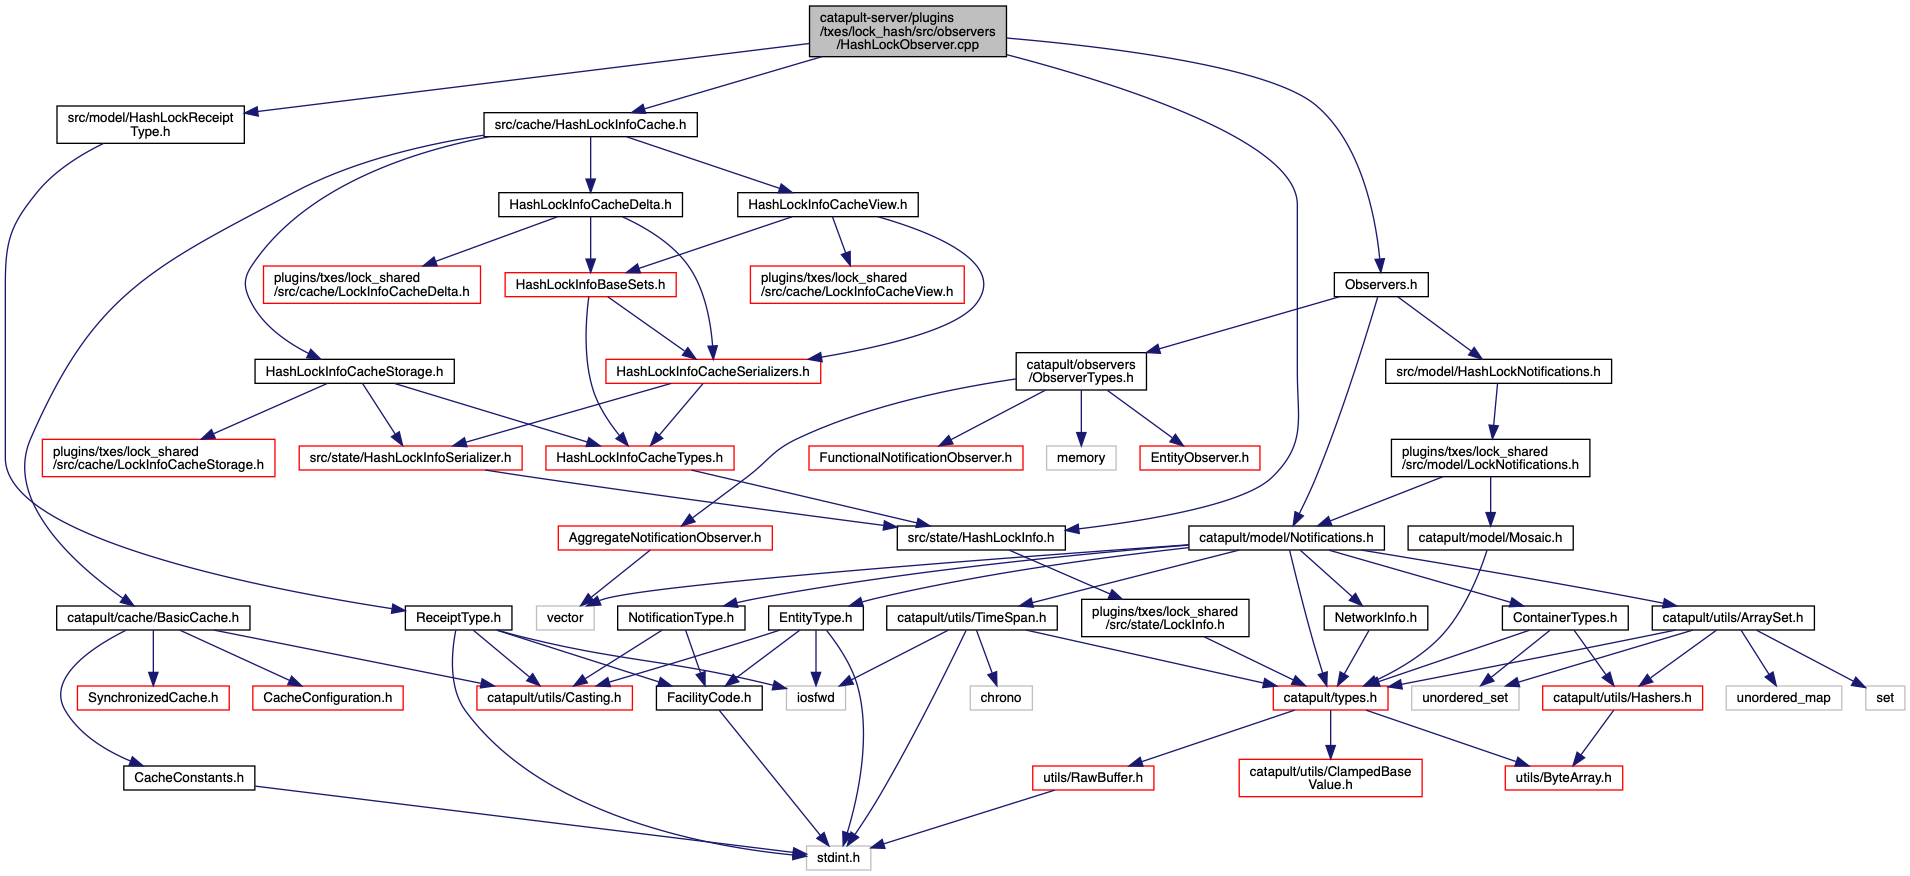 catapult-server/plugins
/txes/lock_hash/src/observers
/HashLockObserver.cpp
src/model/HashLockReceipt
Type.h
src/cache/HashLockInfoCache.h
HashLockInfoCacheDelta.h
HashLockInfoCacheView.h
plugins/txes/lock_shared
/src/cache/LockInfoCacheDelta.h
HashLockInfoBaseSets.h
plugins/txes/lock_shared
/src/cache/LockInfoCacheView.h
Observers.h
HashLockInfoCacheStorage.h
HashLockInfoCacheSerializers.h
catapult/observers
/ObserverTypes.h
src/model/HashLockNotifications.h
plugins/txes/lock_shared
/src/cache/LockInfoCacheStorage.h
src/state/HashLockInfoSerializer.h
HashLockInfoCacheTypes.h
FunctionalNotificationObserver.h
memory
EntityObserver.h
plugins/txes/lock_shared
/src/model/LockNotifications.h
AggregateNotificationObserver.h
src/state/HashLockInfo.h
catapult/model/Notifications.h
catapult/model/Mosaic.h
catapult/cache/BasicCache.h
ReceiptType.h
vector
NotificationType.h
EntityType.h
catapult/utils/TimeSpan.h
plugins/txes/lock_shared
/src/state/LockInfo.h
NetworkInfo.h
ContainerTypes.h
catapult/utils/ArraySet.h
SynchronizedCache.h
CacheConfiguration.h
catapult/utils/Casting.h
FacilityCode.h
iosfwd
chrono
catapult/types.h
unordered_set
catapult/utils/Hashers.h
unordered_map
set
CacheConstants.h
utils/RawBuffer.h
catapult/utils/ClampedBase
Value.h
utils/ByteArray.h
stdint.h